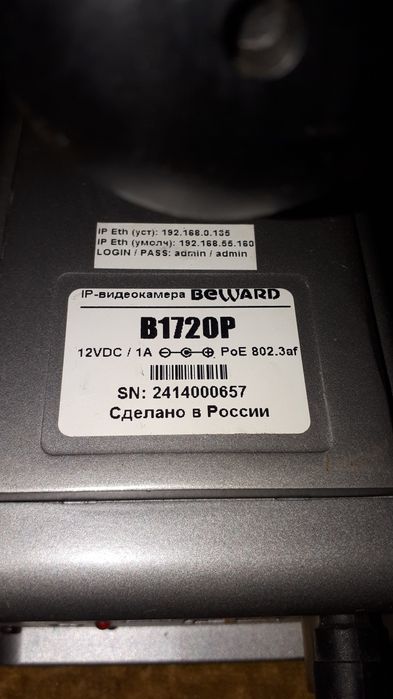 IP Eth (уст): 192.168.0.135
IP Eth (умолч): 192.168.55.160
LOGIN / PASS: admin / admin
IP-видеокамера BEWARD
B1720P
12VDC / 1A PoE 802.3af
SN: 2414000657
Сделано в России